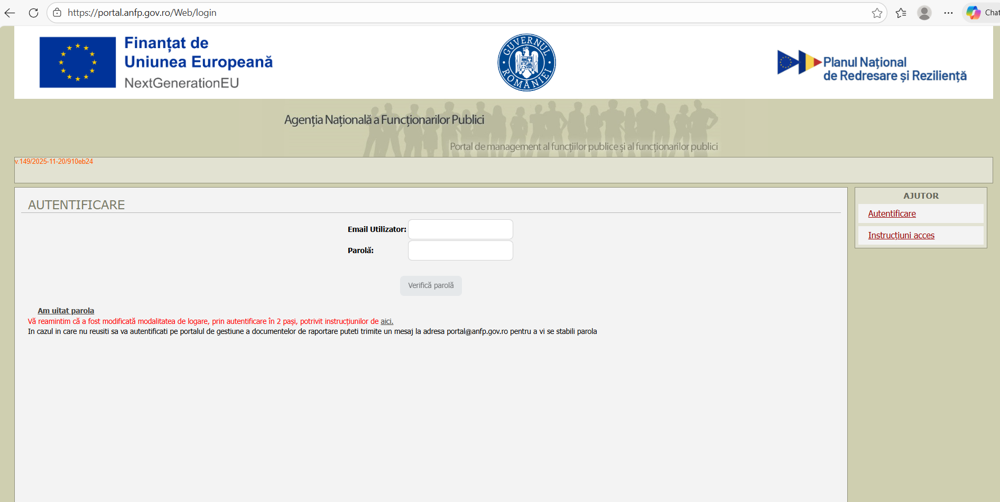 https://portal.anfp.gov.ro/Web/login
Chat
Finanțat de
Uniunea Europeană
NextGenerationEU
GUVERNUL ROMÂNIEI
Planul Național
de Redresare și Reziliență
Agenția Națională a Funcționarilor Publici
Portal de management al funcțiilor publice și al funcționarilor publici
v.149/2025-11-20/910eb24
AUTENTIFICARE
Email Utilizator:
Parolă:
Verifică parolă
Am uitat parola
Vă reamintim că a fost modificată modalitatea de logare, prin autentificare în 2 pași, potrivit instrucțiunilor de aici.
In cazul in care nu reusiti sa va autentificati pe portalul de gestiune a documentelor de raportare puteti trimite un mesaj la adresa portal@anfp.gov.ro pentru a vi se stabili parola
AJUTOR
Autentificare
Instrucțiuni acces